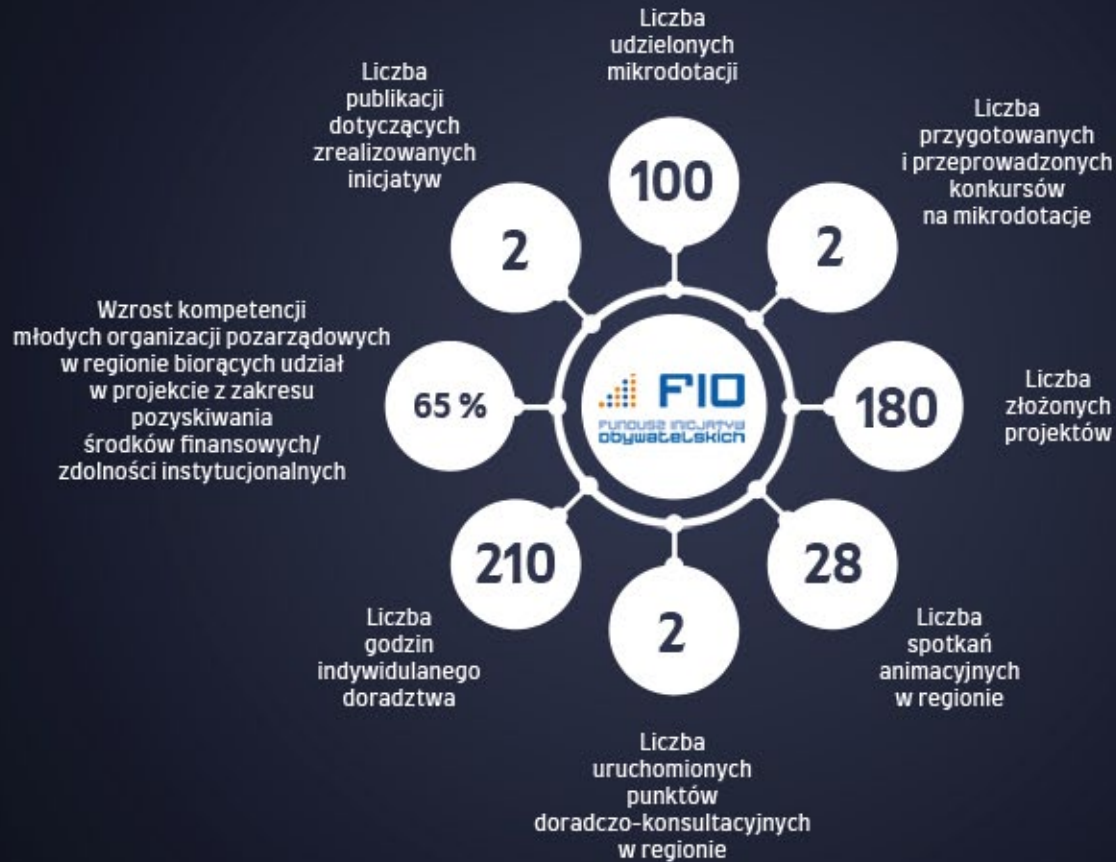 Liczba
udzielonych
mikrodotacji
100
Liczba
przygotowanych
i przeprowadzonych
konkursów
na mikrodotacje
2
Liczba
złożonych
projektów
180
Liczba
spotkań
animacyjnych
w regionie
28
Liczba
uruchomionych
punktów
doradczo-konsultacyjnych
w regionie
2
Liczba
godzin
indywidulanego
doradztwa
210
Wzrost kompetencji
młodych organizacji pozarządowych
w regionie biorących udział
w projekcie z zakresu
pozyskiwania
środków finansowych/
zdolności instytucjonalnych
65 %
Liczba
publikacji
dotyczących
zrealizowanych
inicjatyw
2
FIO
FUNDUSZ INICJATYW
obywatelskich